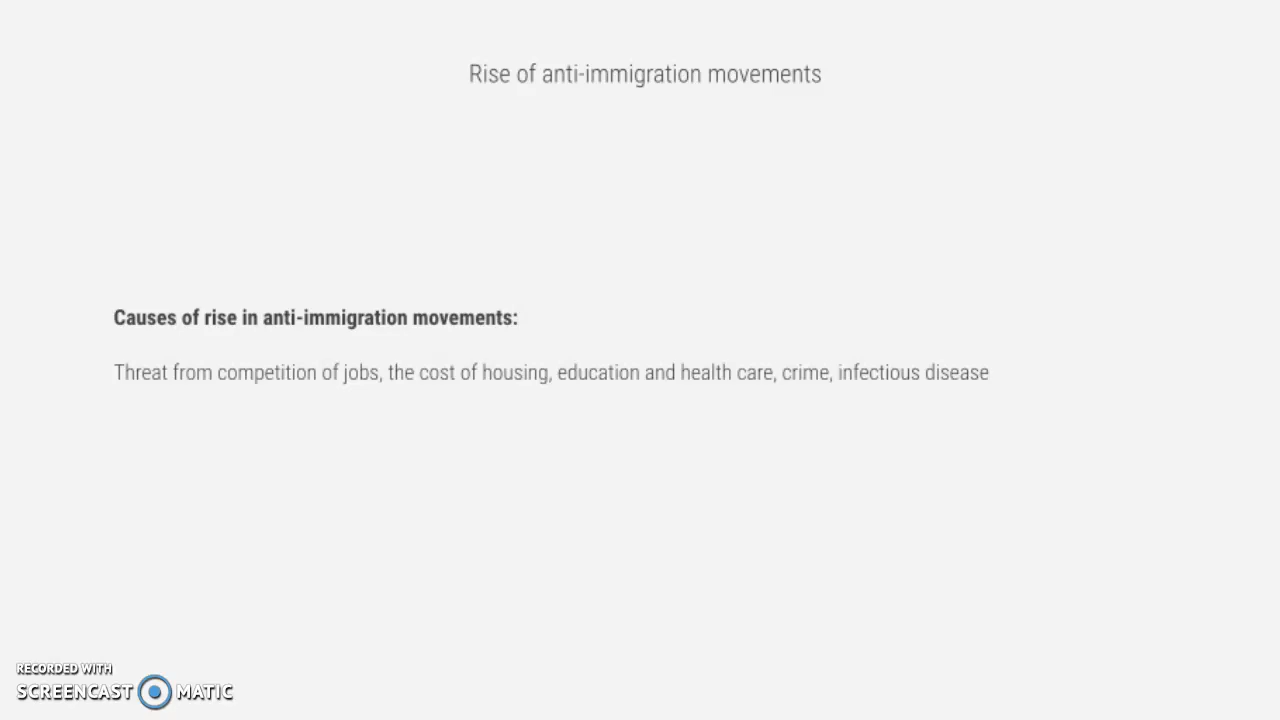 Rise of anti-immigration movements
Causes of rise in anti-immigration movements:
Threat from competition of jobs, the cost of housing, education and health care, crime, infectious disease
RECORDED WITH
SCREENCAST MATIC